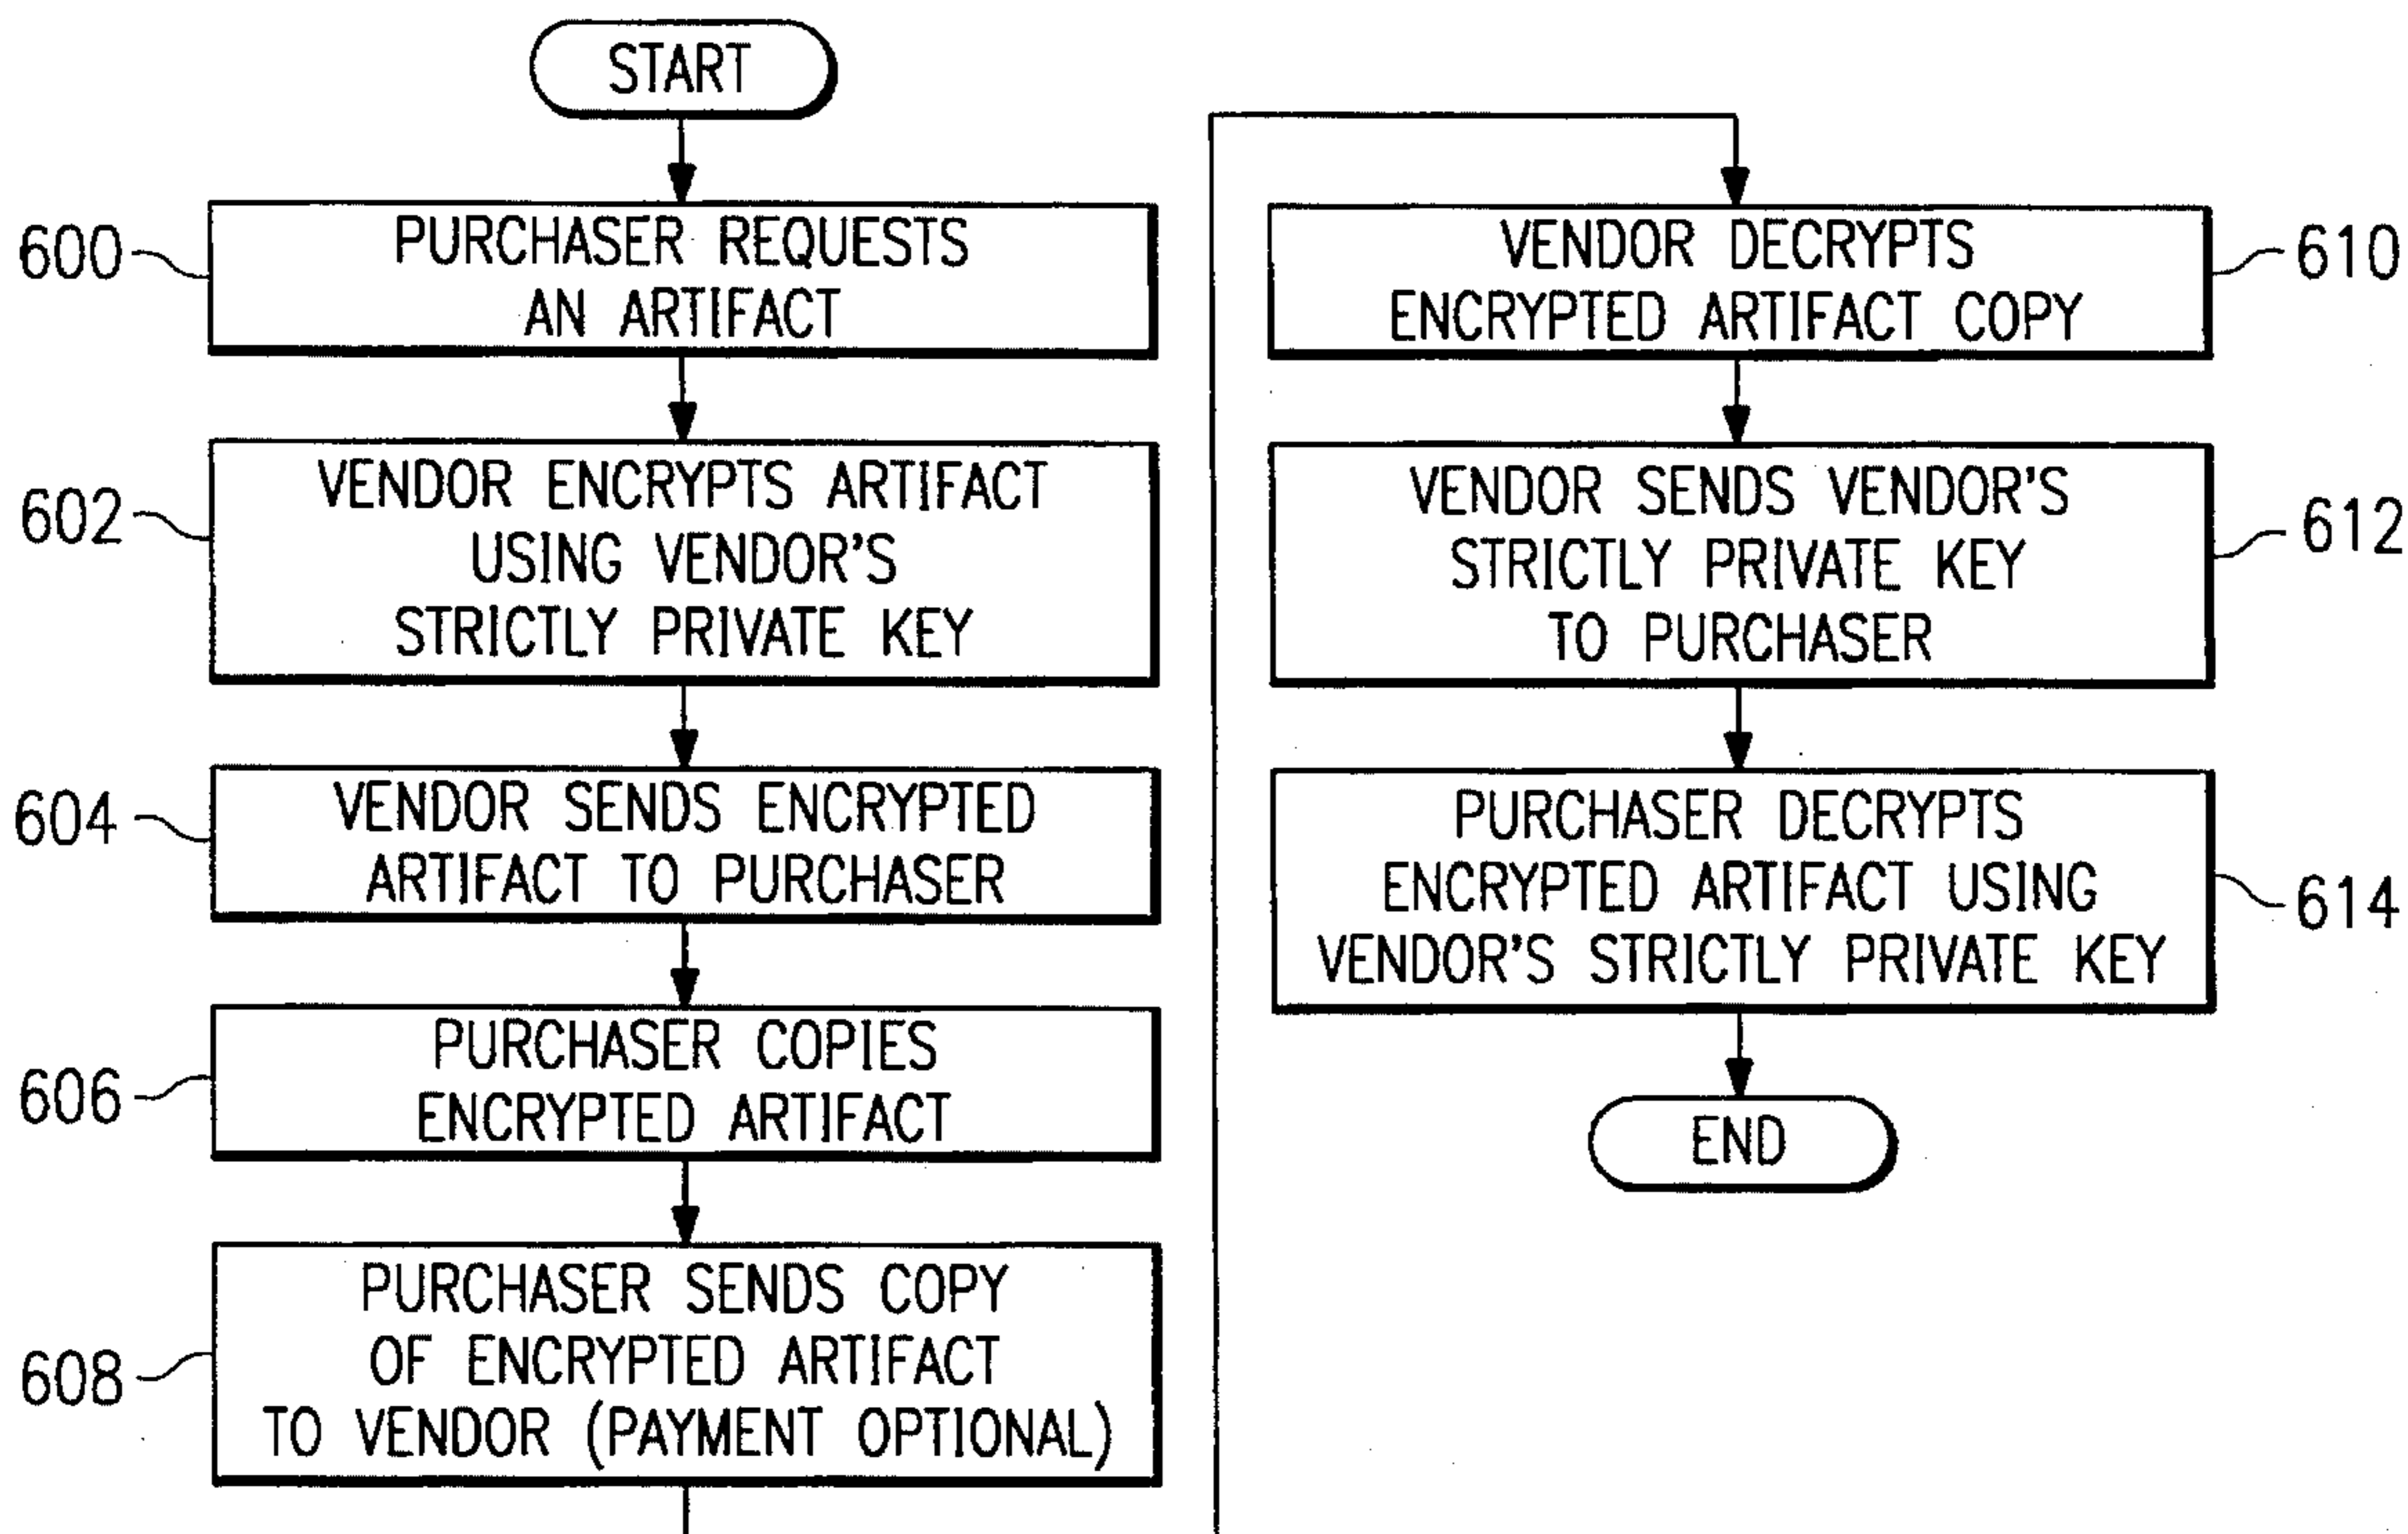 START
600
PURCHASER REQUESTS
AN ARTIFACT
602
VENDOR ENCRYPTS ARTIFACT
USING VENDOR'S
STRICTLY PRIVATE KEY
604
VENDOR SENDS ENCRYPTED
ARTIFACT TO PURCHASER
606
PURCHASER COPIES
ENCRYPTED ARTIFACT
608
PURCHASER SENDS COPY
OF ENCRYPTED ARTIFACT
TO VENDOR (PAYMENT OPTIONAL)
VENDOR DECRYPTS
ENCRYPTED ARTIFACT COPY
610
VENDOR SENDS VENDOR'S
STRICTLY PRIVATE KEY
TO PURCHASER
612
PURCHASER DECRYPTS
ENCRYPTED ARTIFACT USING
VENDOR'S STRICTLY PRIVATE KEY
614
END